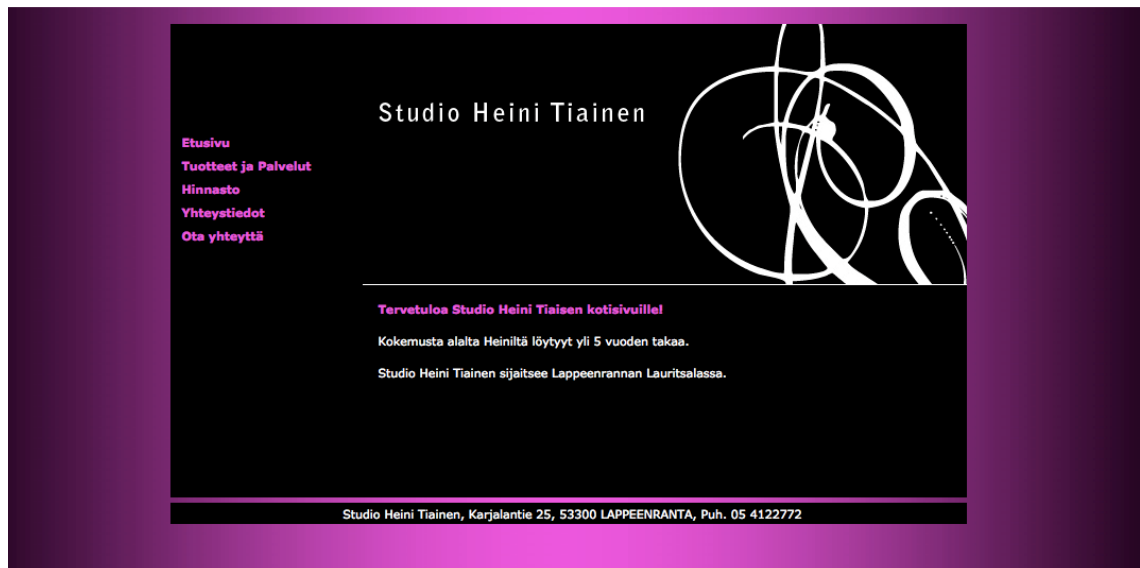 Studio Heini Tiainen
Etusivu
Tuotteet ja Palvelut
Hinnasto
Yhteystiedot
Ota yhteyttä
Tervetuloa Studio Heini Tiaisen kotisivuille!
Kokemusta alalta Heiniltä löytyyt yli 5 vuoden takaa.
Studio Heini Tiainen sijaitsee Lappeenrannan Lauritsalassa.
Studio Heini Tiainen, Karjalantie 25, 53300 LAPPEENRANTA, Puh. 05 4122772